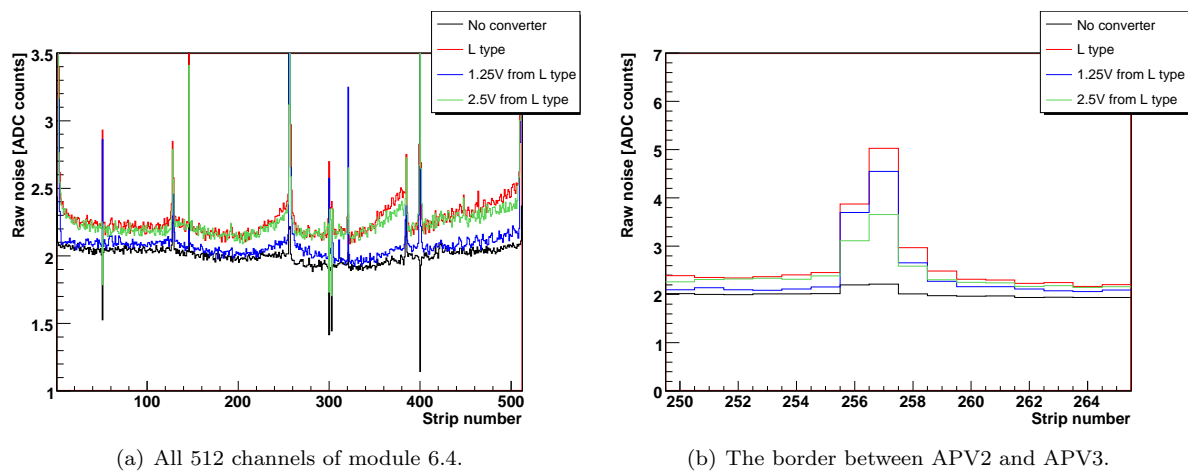 No converter
L type
1.25V from L type
2.5V from L type
Raw noise [ADC counts]
3.5
3
2.5
2
1.5
1
100
200
300
400
500
Strip number
(a) All 512 channels of module 6.4.
No converter
L type
1.25V from L type
2.5V from L type
Raw noise [ADC counts]
7
6
5
4
3
2
1
0
250
252
254
256
258
260
262
264
Strip number
(b) The border between APV2 and APV3.